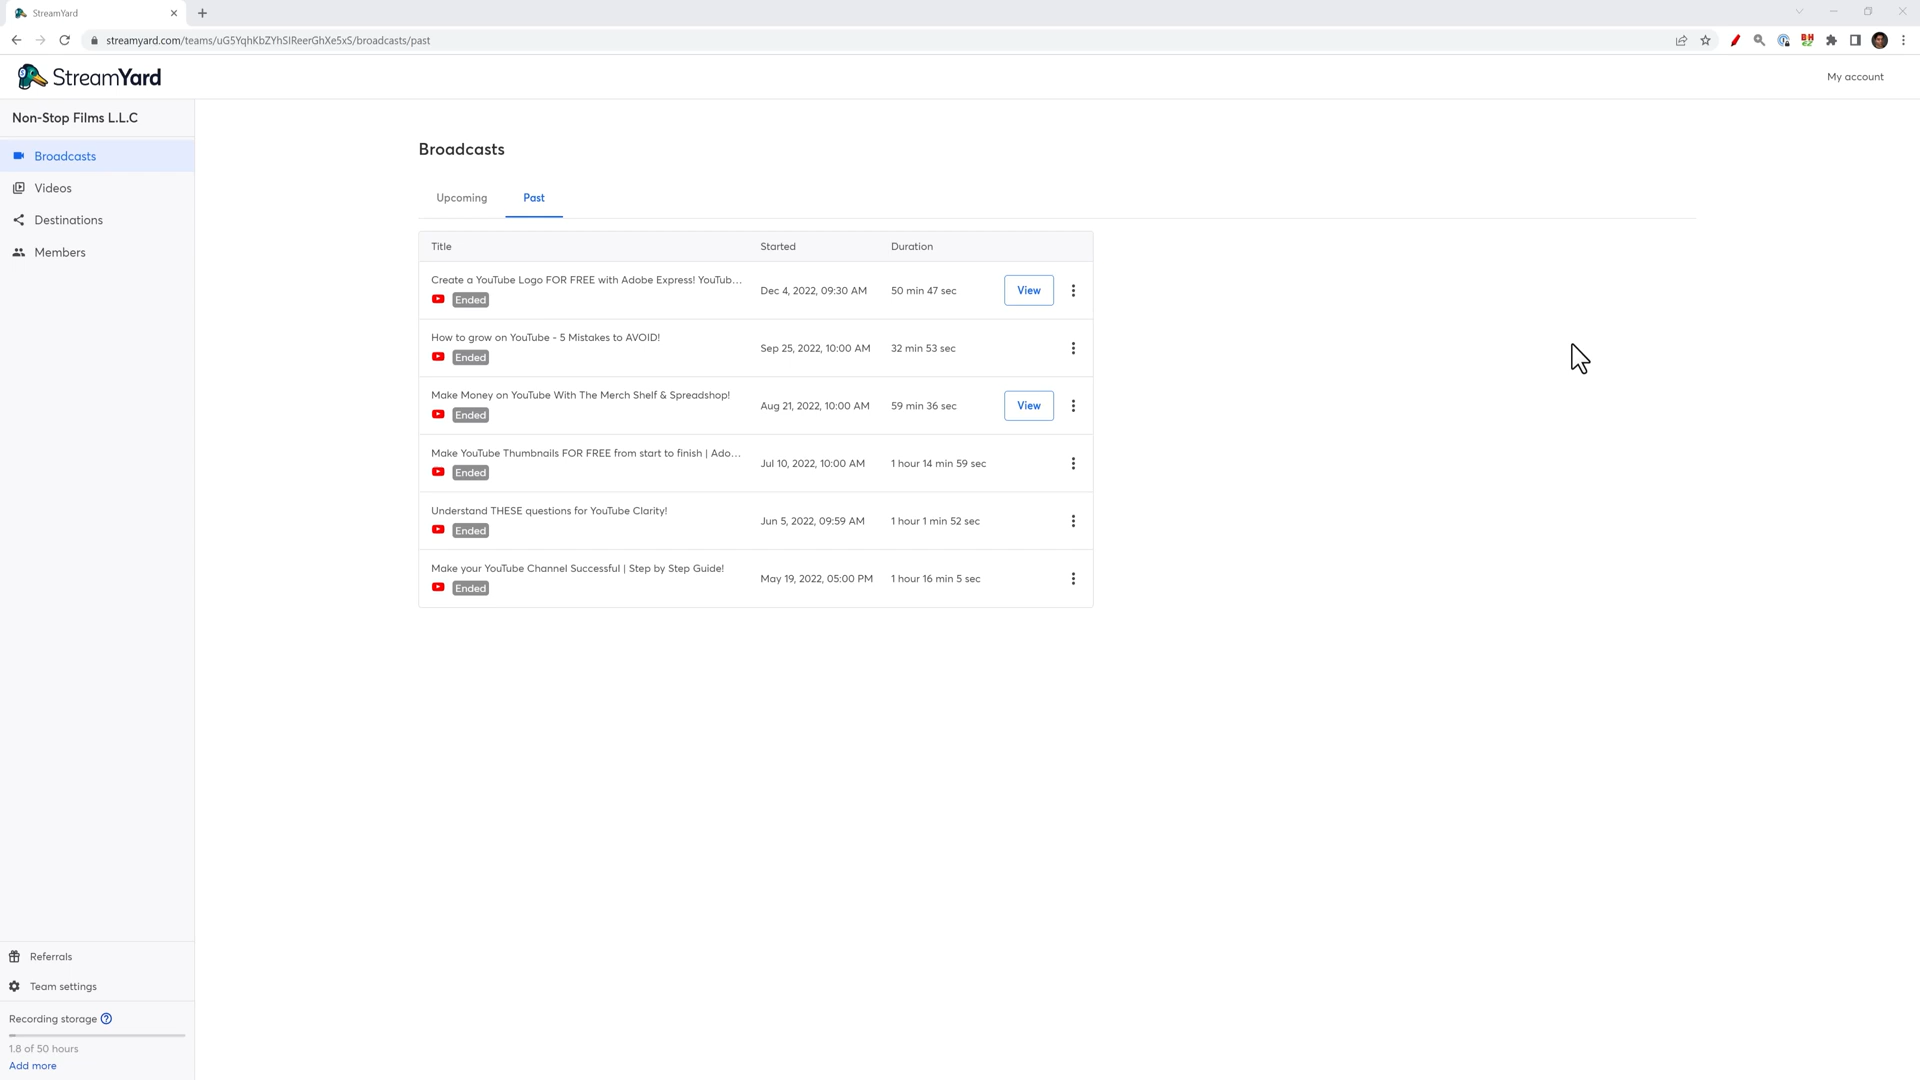 StreamYard
streamyard.com/teams/uG5YqhKbZYhSIReerGhXe5xS/broadcasts/past
StreamYard
My account
Non-Stop Films L.L.C
Broadcasts
Videos
Destinations
Members
Broadcasts
Upcoming Past
Title Started Duration
Create a YouTube Logo FOR FREE with Adobe Express! YouTub...
Ended
Dec 4, 2022, 09:30 AM 50 min 47 sec View
How to grow on YouTube - 5 Mistakes to AVOID!
Ended
Sep 25, 2022, 10:00 AM 32 min 53 sec
Make Money on YouTube With The Merch Shelf & Spreadshop!
Ended
Aug 21, 2022, 10:00 AM 59 min 36 sec View
Make YouTube Thumbnails FOR FREE from start to finish | Ado...
Ended
Jul 10, 2022, 10:00 AM 1 hour 14 min 59 sec
Understand THESE questions for YouTube Clarity!
Ended
Jun 5, 2022, 09:59 AM 1 hour 1 min 52 sec
Make your YouTube Channel Successful | Step by Step Guide!
Ended
May 19, 2022, 05:00 PM 1 hour 16 min 5 sec
Referrals
Team settings
Recording storage
1.8 of 50 hours
Add more